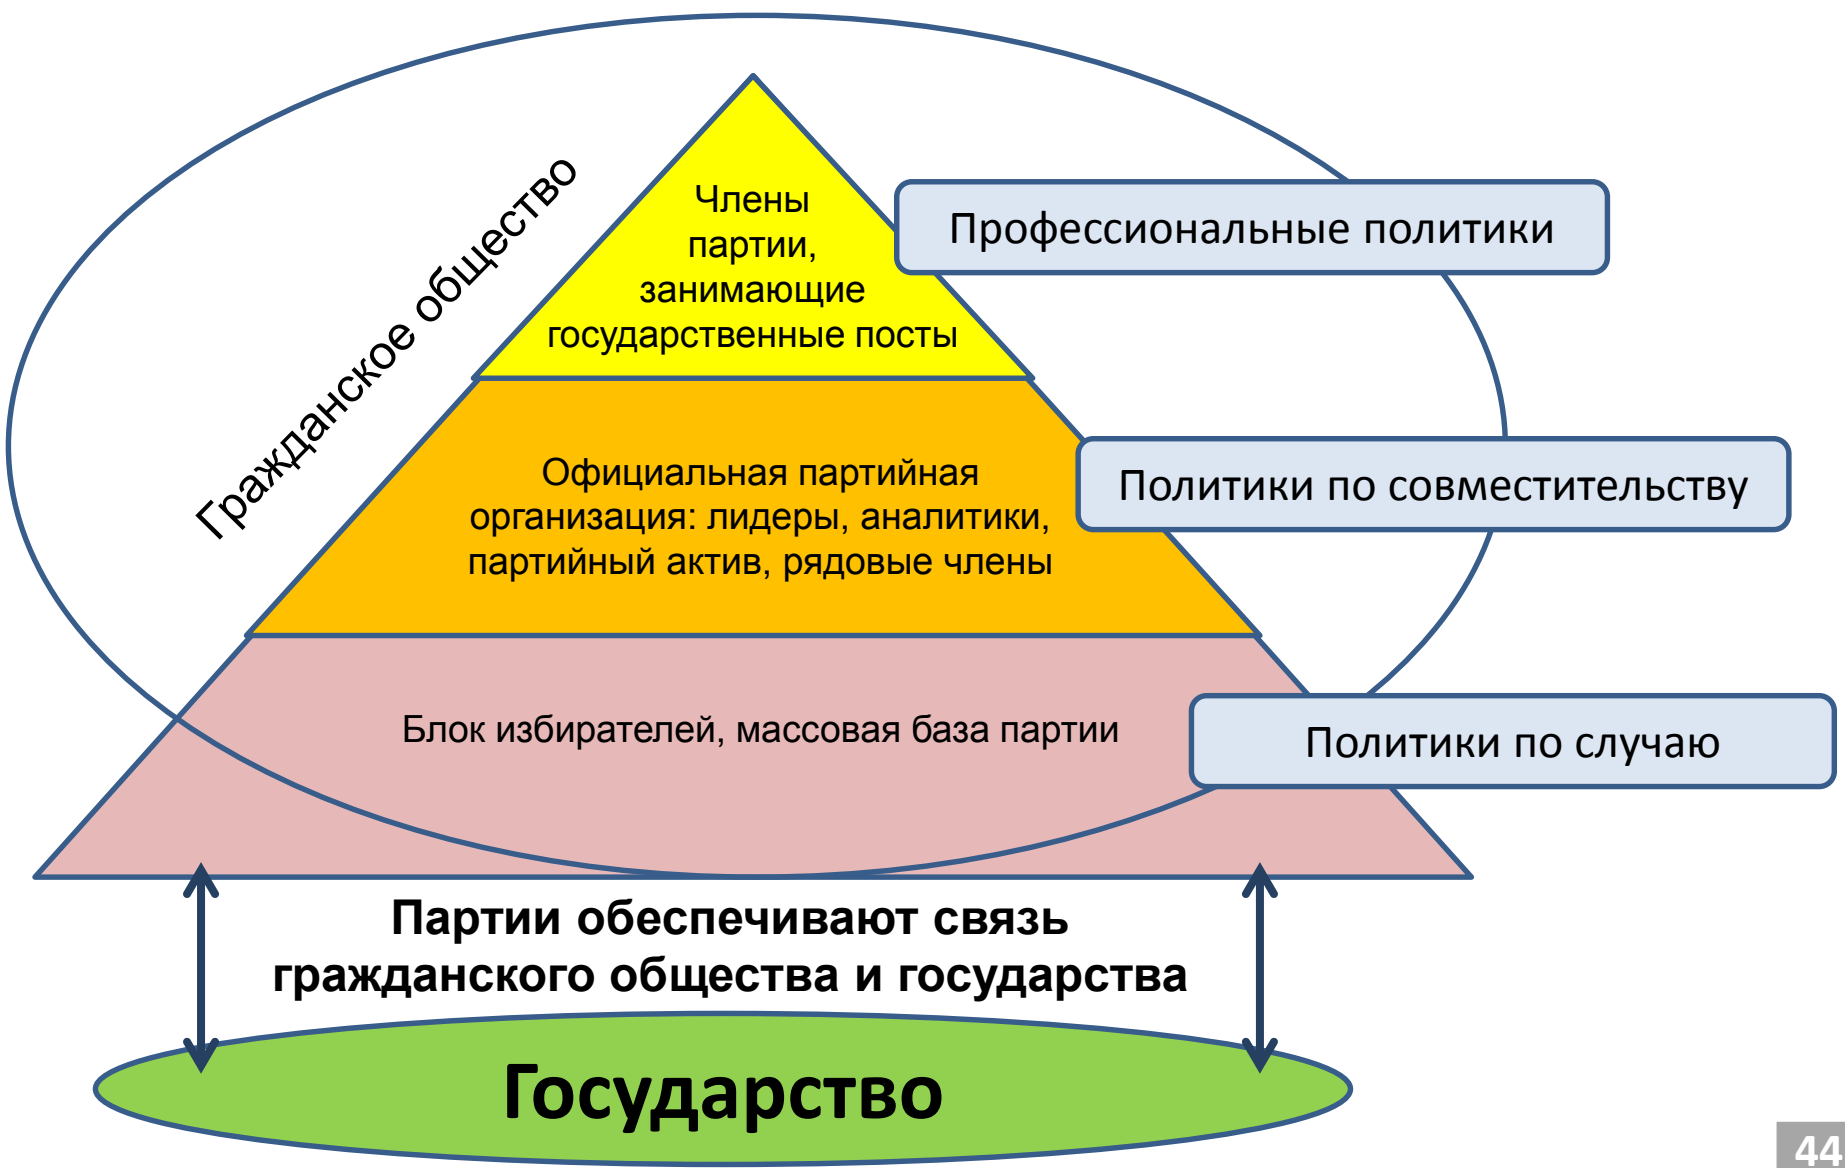 Гражданское общество
Члены
партии,
занимающие
государственные посты
Профессиональные политики
Официальная партийная
организация: лидеры, аналитики,
партийный актив, рядовые члены
Политики по совместительству
Блок избирателей, массовая база партии
Политики по случаю
Партии обеспечивают связь
гражданского общества и государства
Государство
44